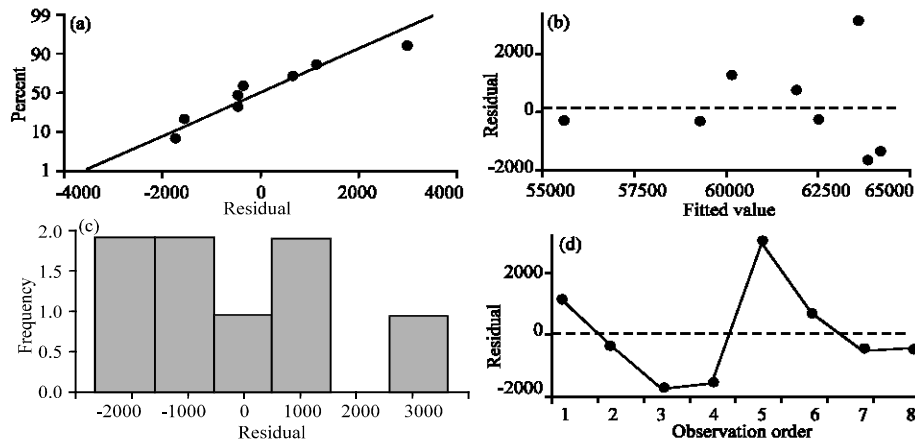 (a)
99
90
50
10
1
Percent
-4000 -2000 0 2000 4000
Residual
(b)
2000
0
-2000
Residual
55000 57500 60000 62500 65000
Fitted value
(c)
2.0
1.5
1.0
0.5
0.0
Frequency
-2000 -1000 0 1000 2000 3000
Residual
(d)
2000
0
-2000
Residual
1 2 3 4 5 6 7 8
Observation order